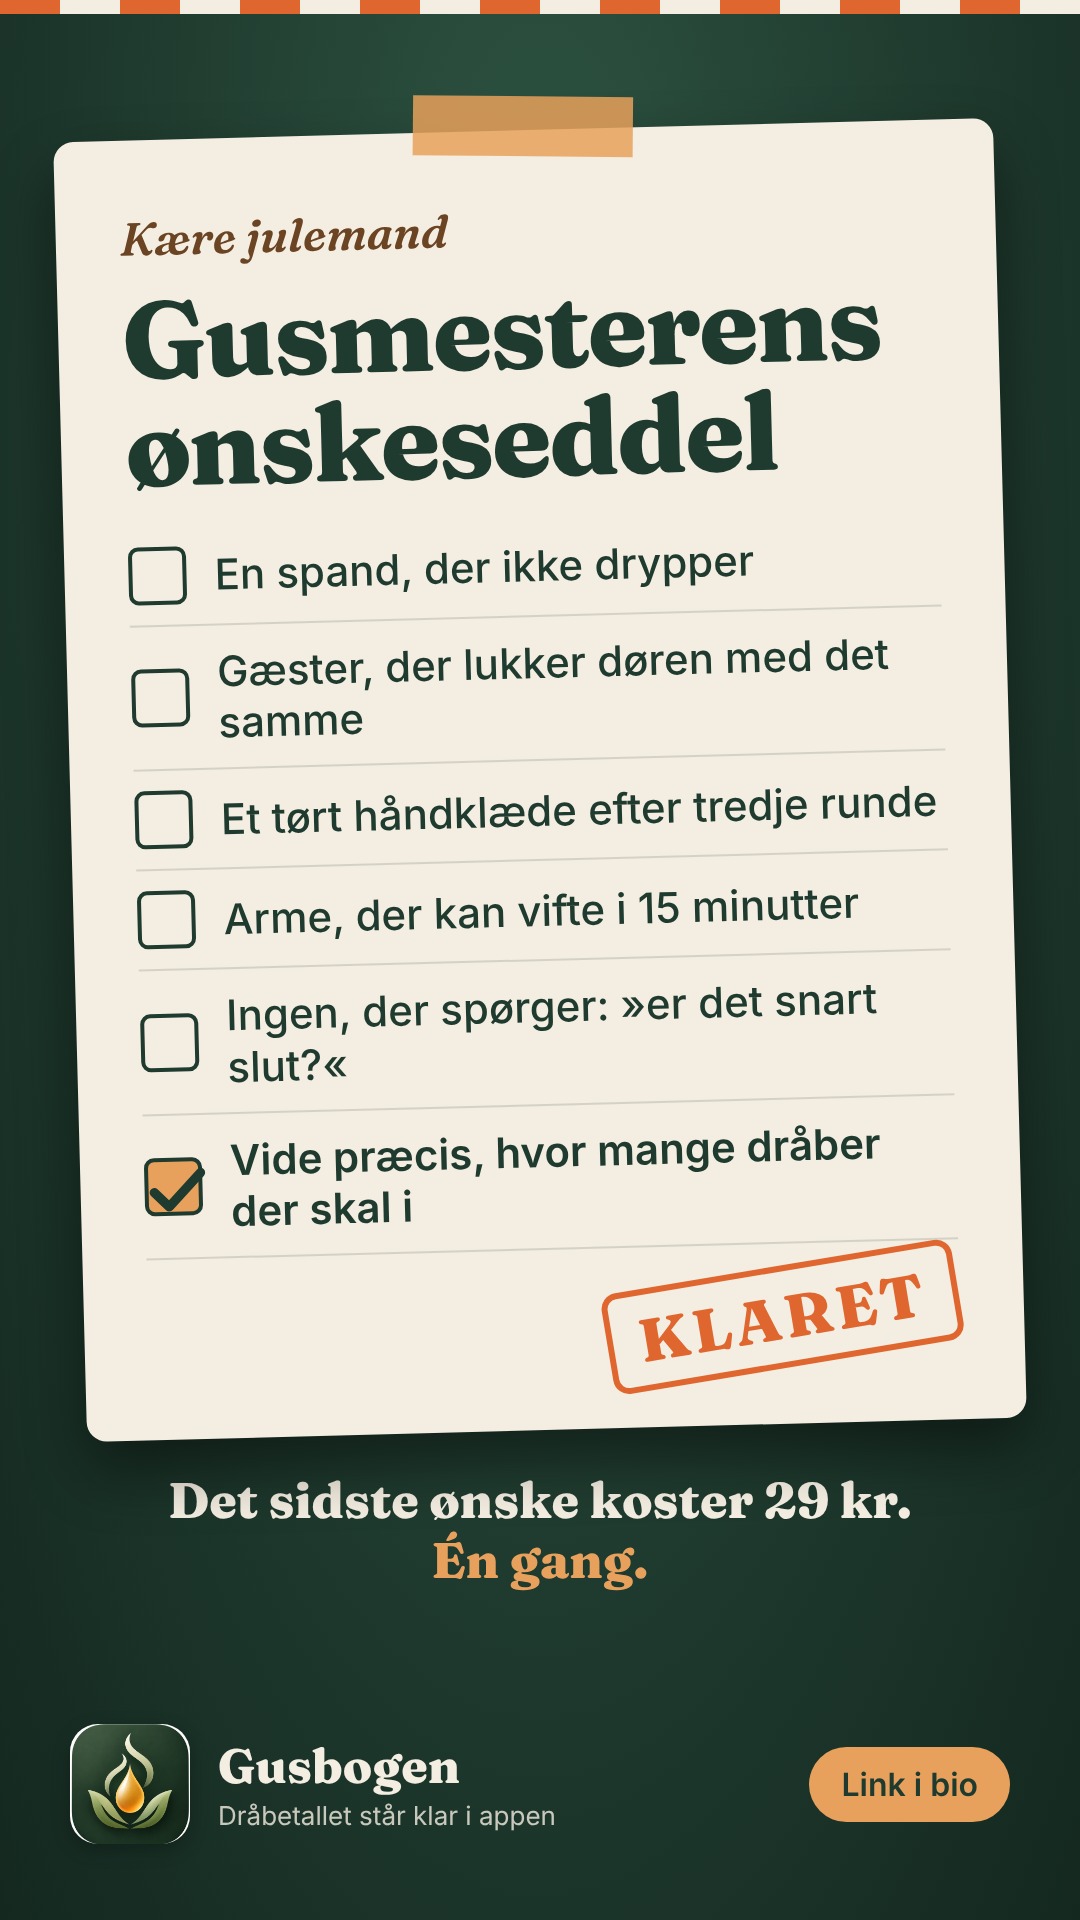 Kære julemand
Gusmesterens
ønskeseddel
En spand, der ikke drypper
Gæster, der lukker døren med det
samme
Et tørt håndklæde efter tredje runde
Arme, der kan vifte i 15 minutter
Ingen, der spørger: »er det snart
slut?«
Vide præcis, hvor mange dråber
der skal i
KLARET
Det sidste ønske koster 29 kr.
Én gang.
Gusbogen
Dråbetallet står klar i appen
Link i bio